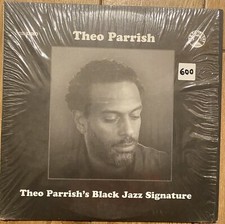 Theo Parrish
600
Theo Parrish's Black Jazz Signature